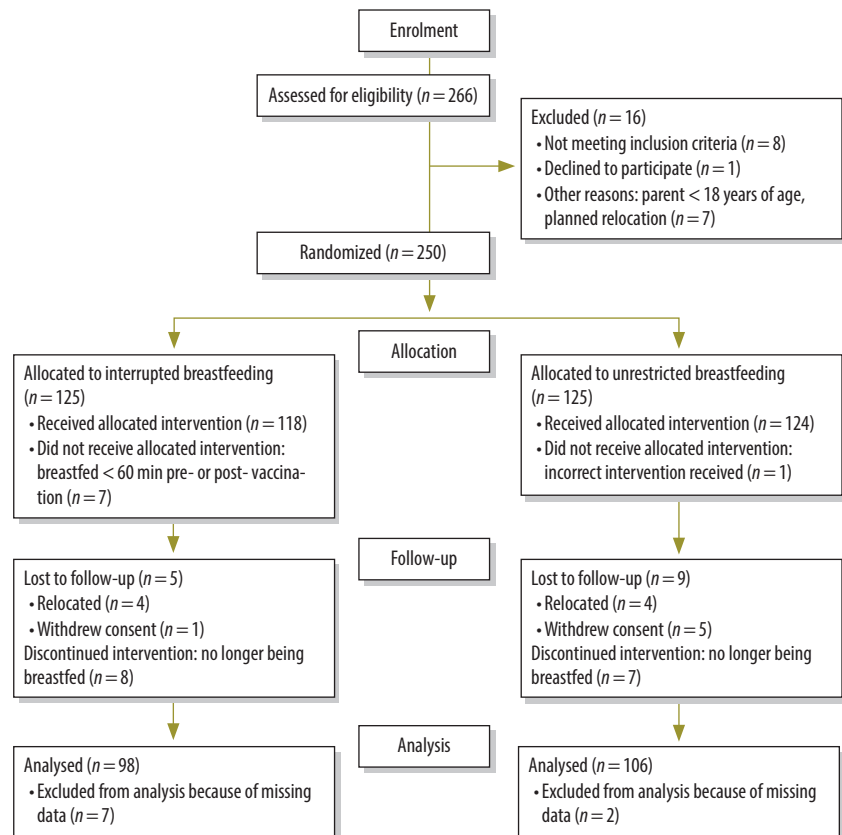 Enrolment
Assessed for eligibility (n = 266)
Excluded (n = 16)
• Not meeting inclusion criteria (n = 8)
• Declined to participate (n = 1)
• Other reasons: parent < 18 years of age,
planned relocation (n = 7)
Randomized (n = 250)
Allocation
Allocated to interrupted breastfeeding
(n = 125)
• Received allocated intervention (n = 118)
• Did not receive allocated intervention:
breastfed < 60 min pre- or post- vaccina-
tion (n = 7)
Allocated to unrestricted breastfeeding
(n = 125)
• Received allocated intervention (n = 124)
• Did not receive allocated intervention:
incorrect intervention received (n = 1)
Follow-up
Lost to follow-up (n = 5)
• Relocated (n = 4)
• Withdrew consent (n = 1)
Discontinued intervention: no longer being
breastfed (n = 8)
Lost to follow-up (n = 9)
• Relocated (n = 4)
• Withdrew consent (n = 5)
Discontinued intervention: no longer being
breastfed (n = 7)
Analysis
Analysed (n = 98)
• Excluded from analysis because of missing
data (n = 7)
Analysed (n = 106)
• Excluded from analysis because of missing
data (n = 2)